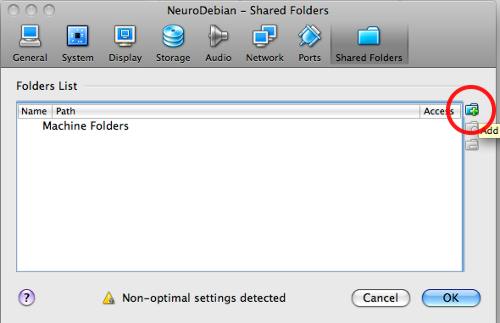 NeuroDebian – Shared Folders
General System Display Storage Audio Network Ports Shared Folders
Folders List
Name Path Access
Machine Folders
Add
? Non-optimal settings detected Cancel OK